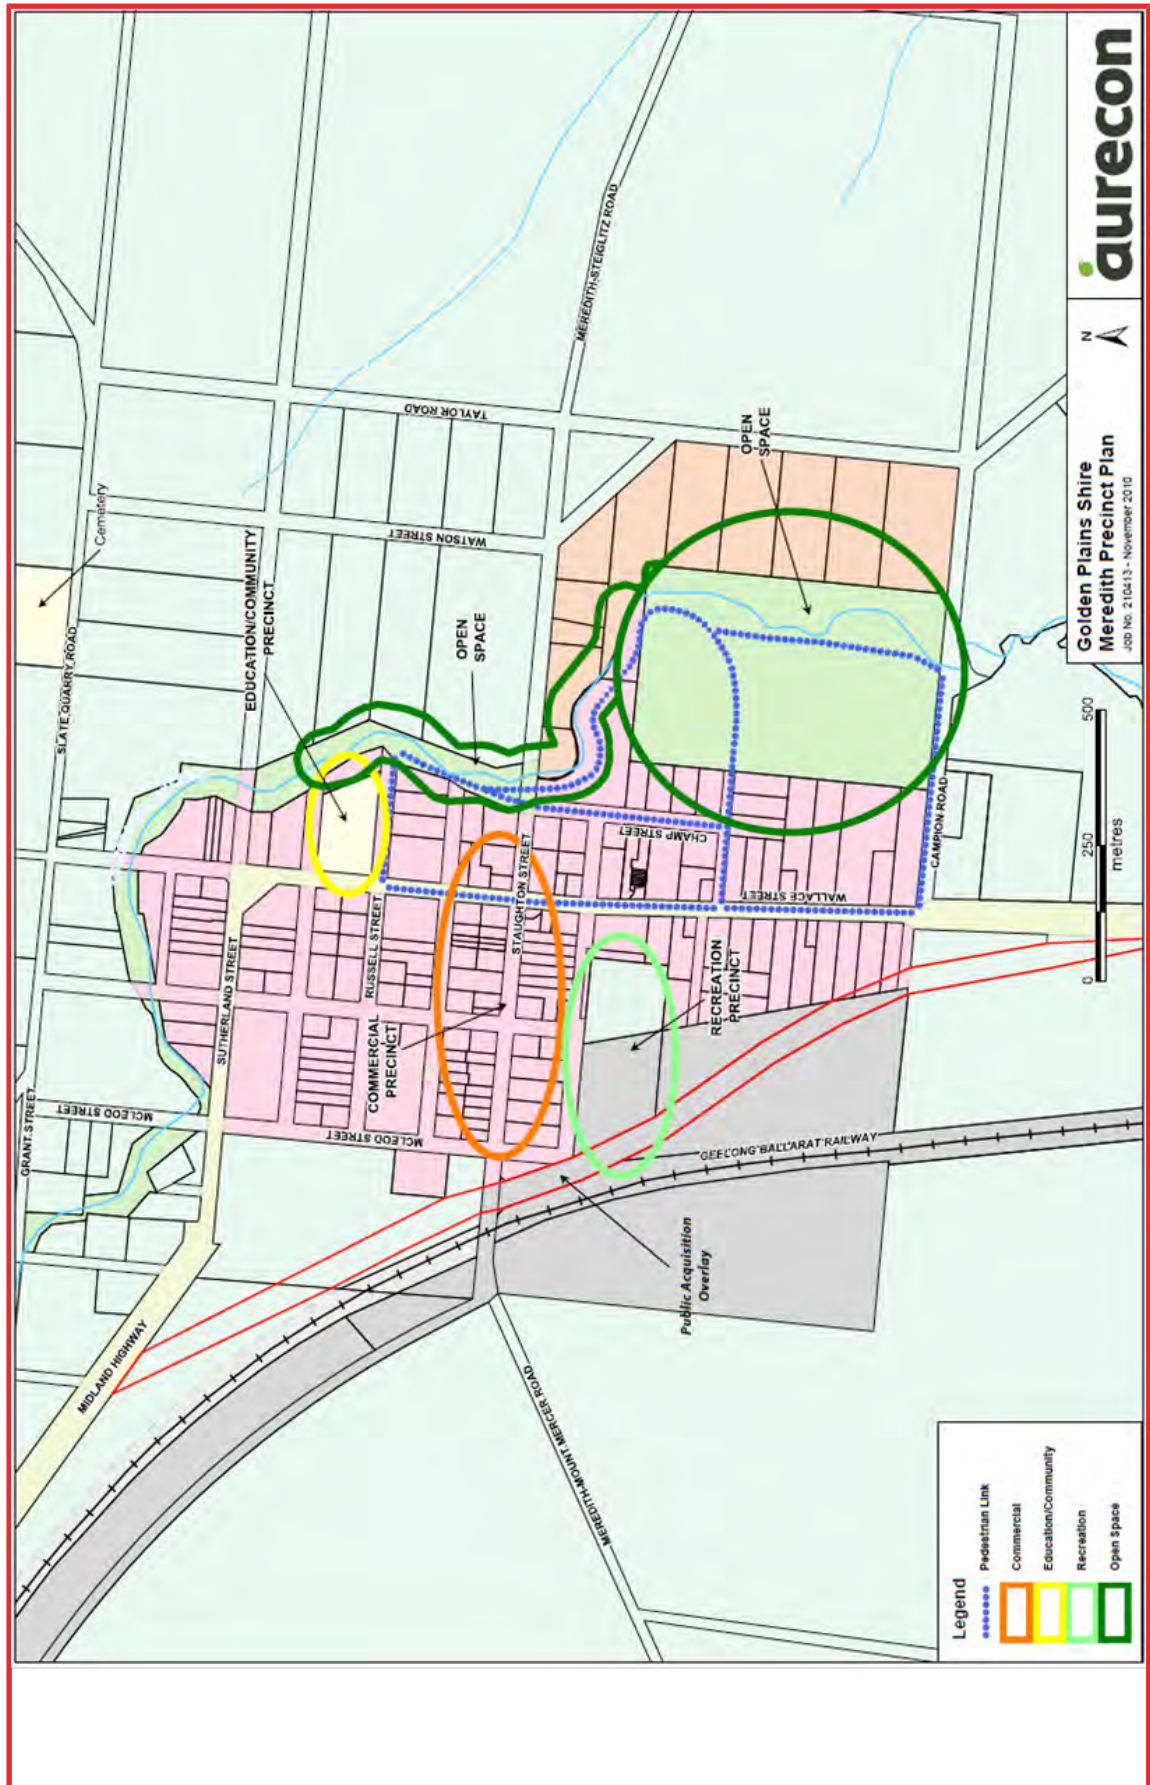 SLATE QUARRY ROAD
Cemetery
GRANT STREET
MCLEOD STREET
SUTHERLAND STREET
MIDLAND HIGHWAY
EDUCATION/COMMUNITY
PRECINCT
WATSON STREET
TAYLOR ROAD
MEREDITH-STEIGLITZ ROAD
OPEN
SPACE
RUSSELL STREET
COMMERCIAL
PRECINCT
MCLEOD STREET
STAUGHTON STREET
CHAMP STREET
WALLACE STREET
OPEN
SPACE
RECREATION
PRECINCT
CAMPION ROAD
GEELONG BALLARAT RAILWAY
Public Acquisition
Overlay
MEREDITH-MOUNT MERCER ROAD
Legend
Pedestrian Link
Commercial
Education/Community
Recreation
Open Space
0 250 500
metres
Golden Plains Shire
Meredith Precinct Plan
Job No. 210413 - November 2010
N
aurecon